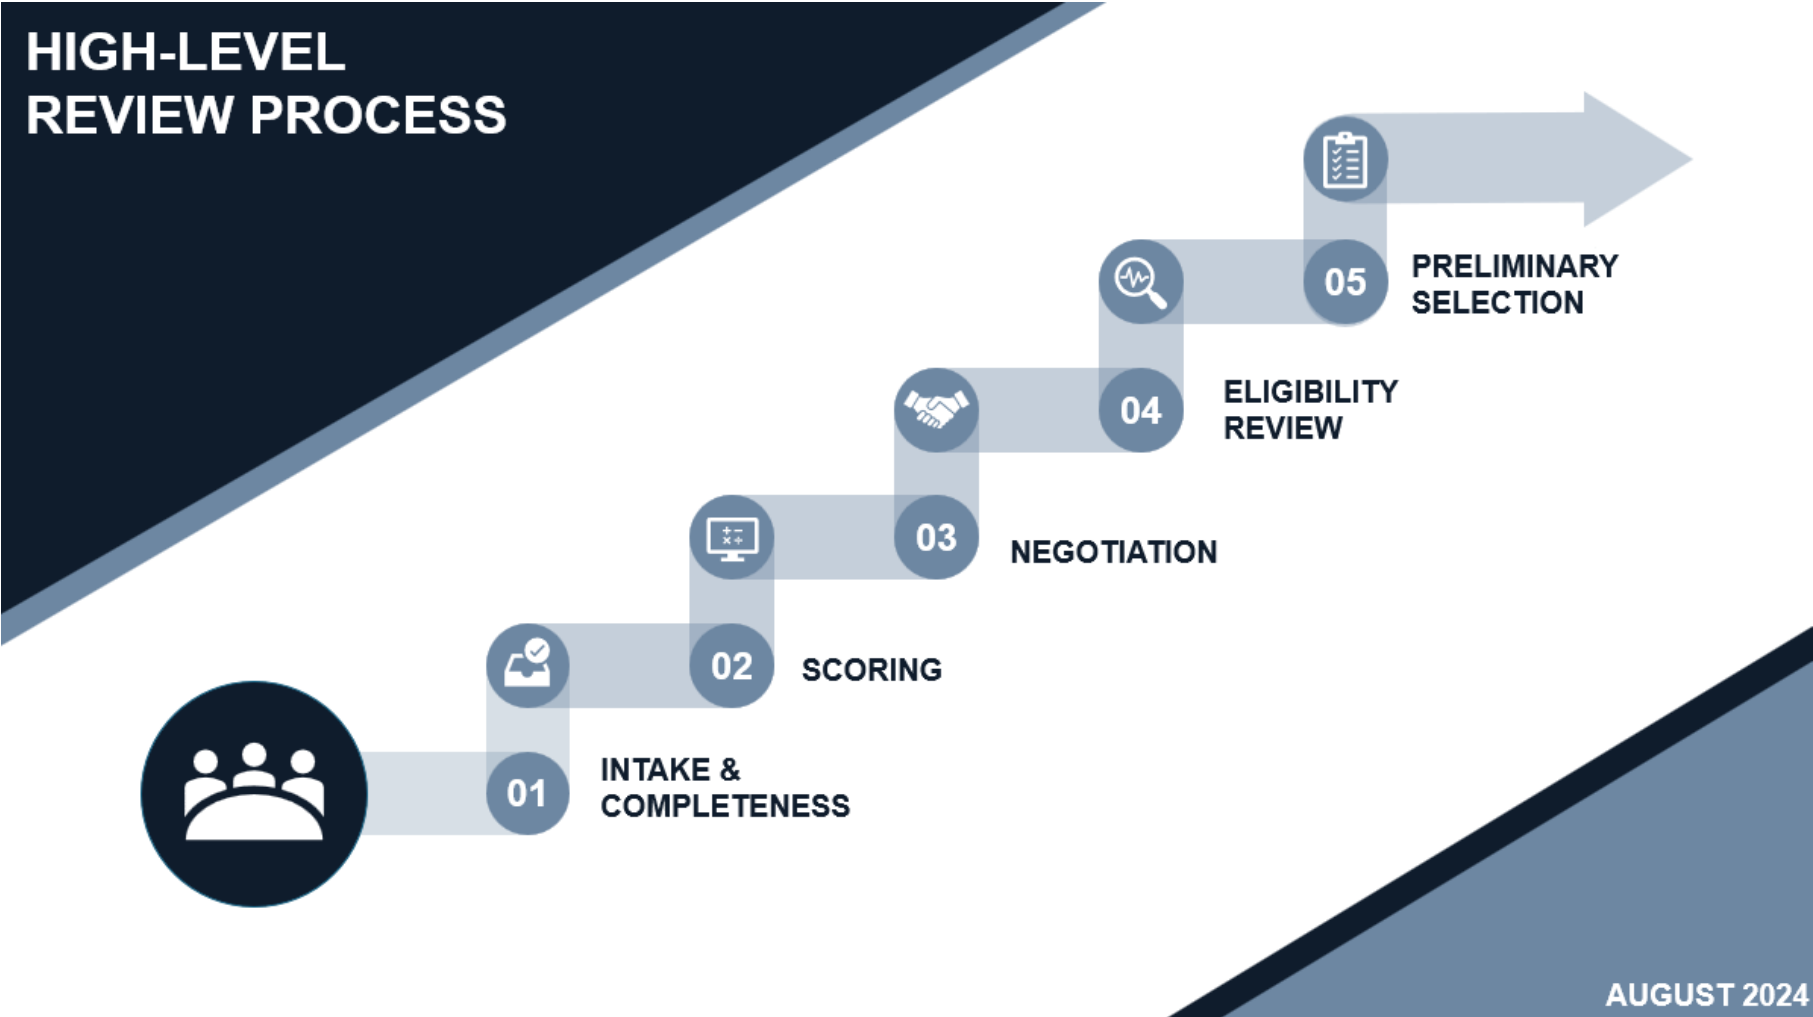 HIGH-LEVEL
REVIEW PROCESS
01
INTAKE &
COMPLETENESS
02
SCORING
03
NEGOTIATION
04
ELIGIBILITY
REVIEW
05
PRELIMINARY
SELECTION
AUGUST 2024